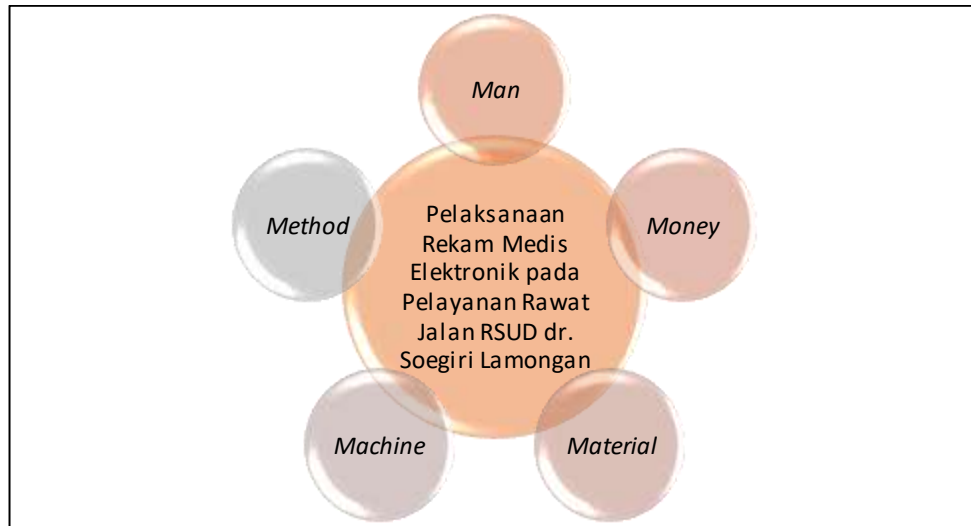 Man
Method
Money
Pelaksanaan
Rekam Medis
Elektronik pada
Pelayanan Rawat
Jalan RSUD dr.
Soegiri Lamongan
Machine
Material